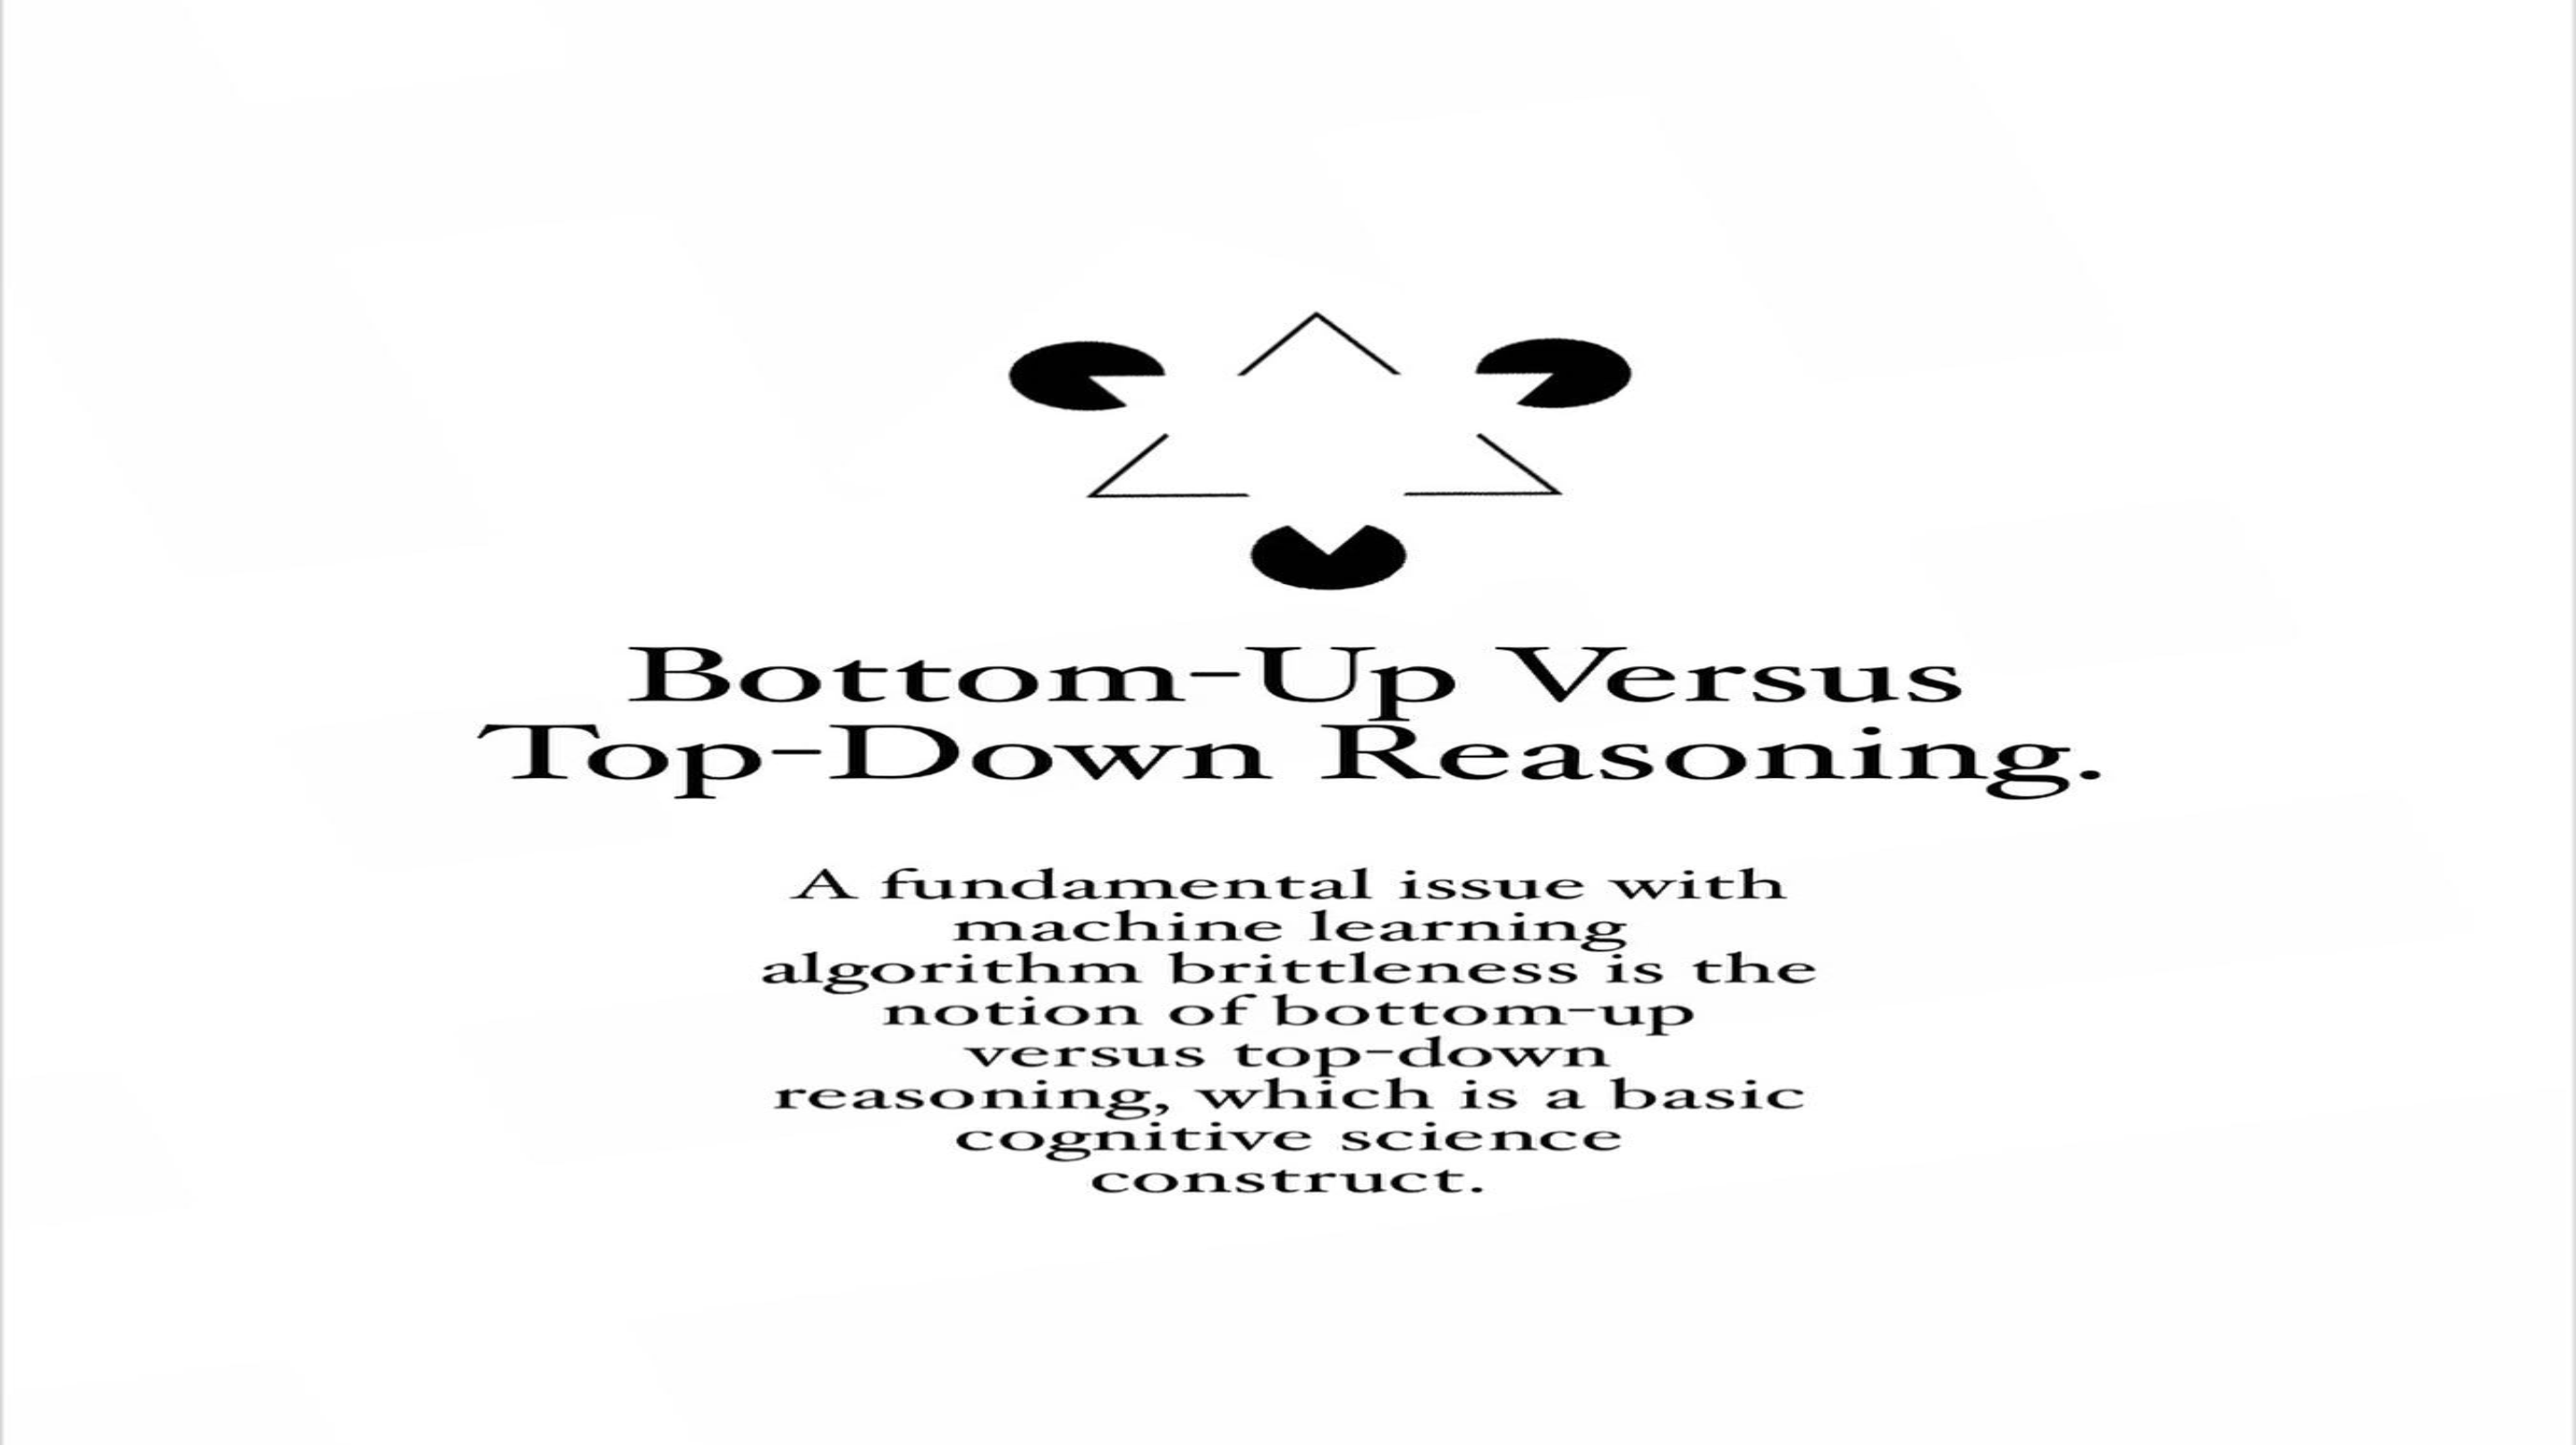 Bottom-Up Versus
Top-Down Reasoning.
A fundamental issue with
machine learning
algorithm brittleness is the
notion of bottom-up
versus top-down
reasoning, which is a basic
cognitive science
construct.